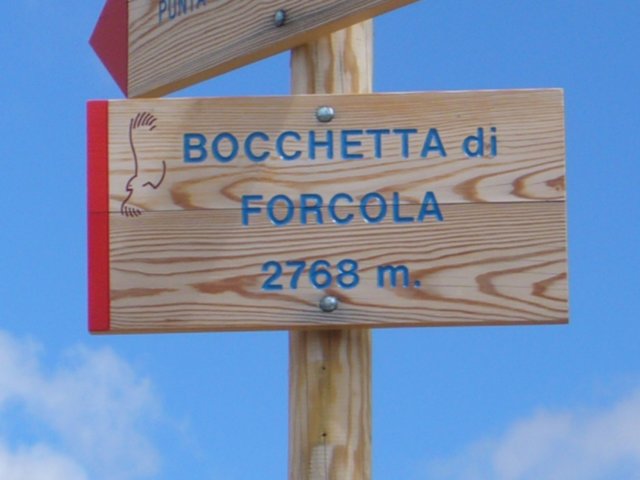 PUNTA
BOCCHETTA di
FORCOLA
2768 m.